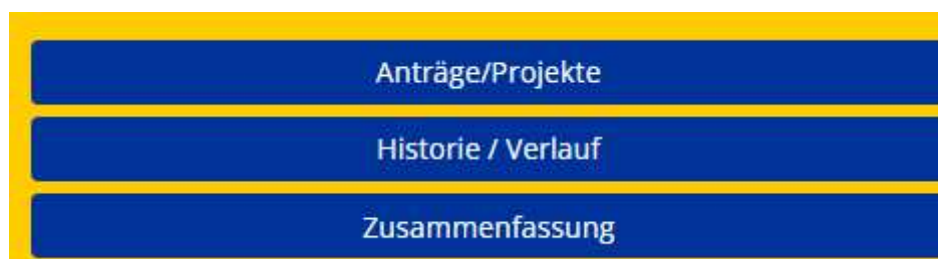 Anträge/Projekte
Historie / Verlauf
Zusammenfassung